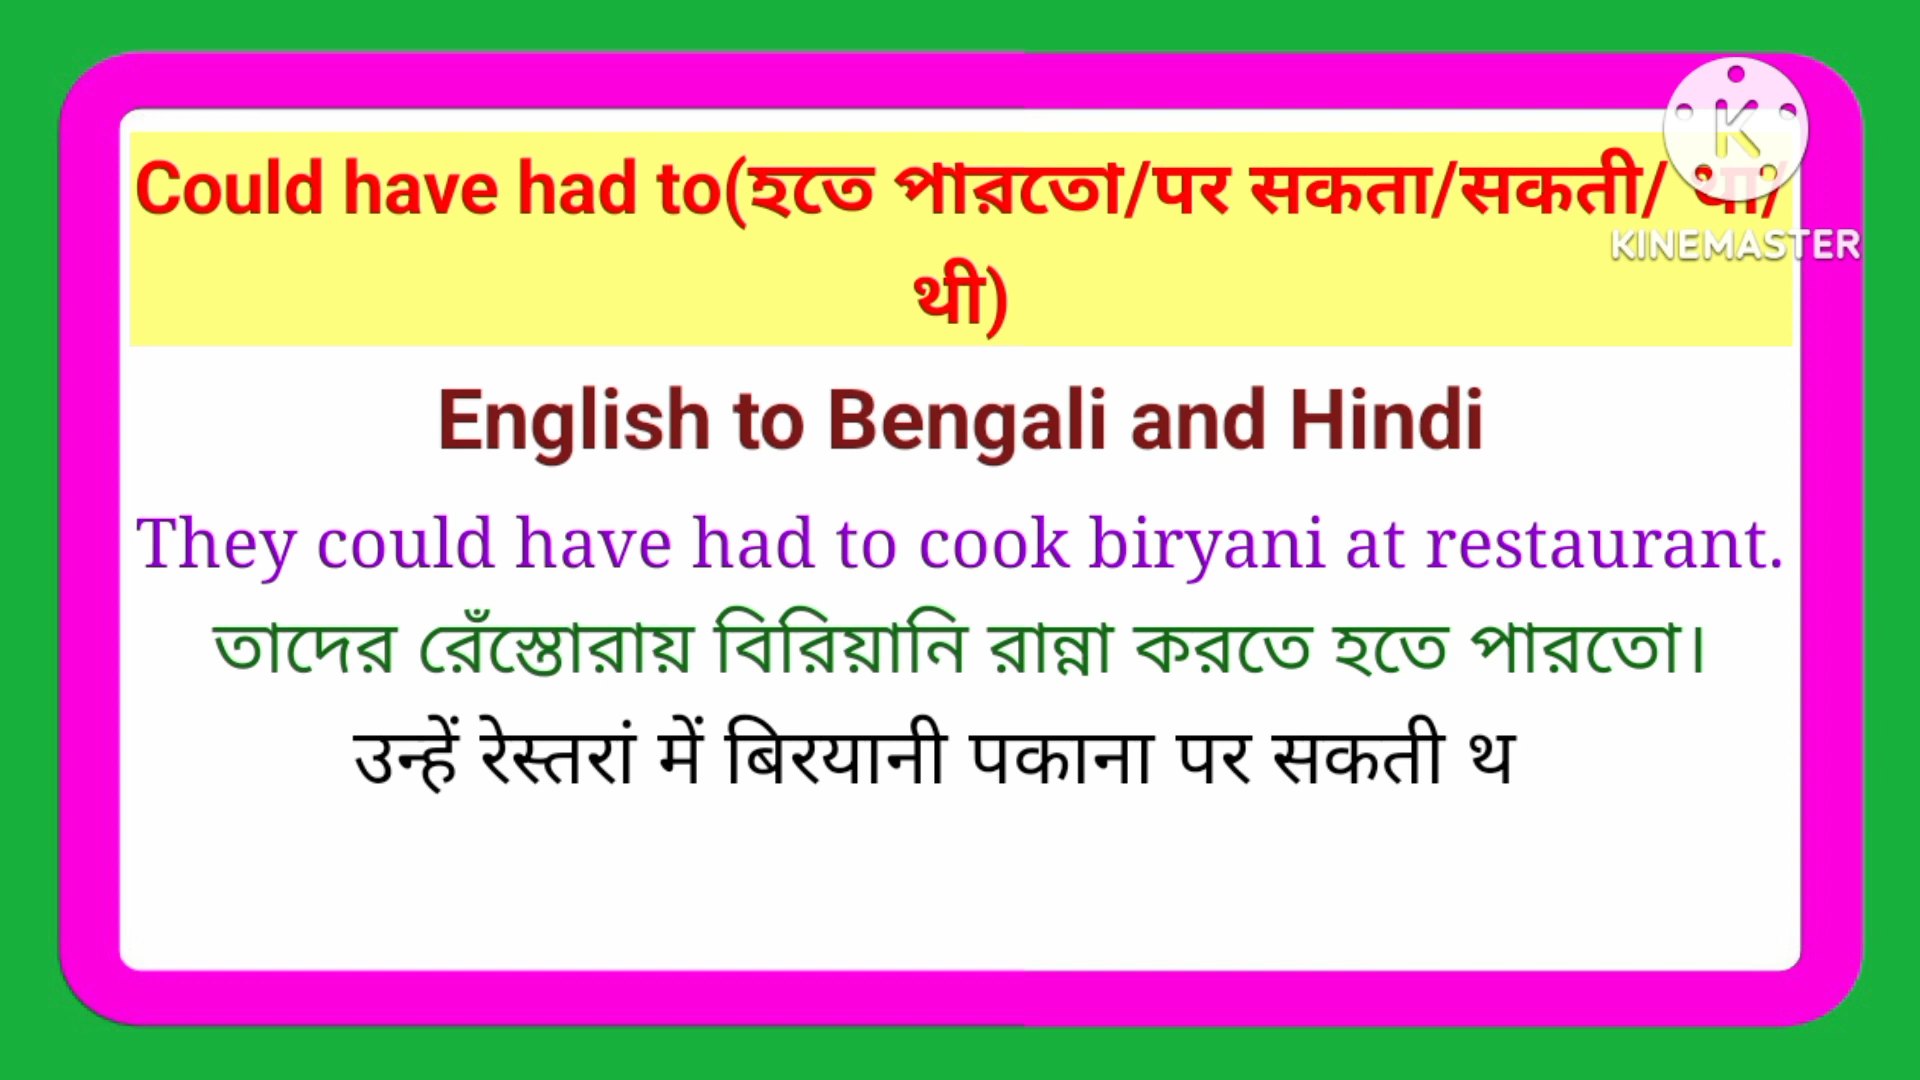 Could have had to(হতে পারতো/पर सकता/सकती/ था/
थी)
KINEMASTER
English to Bengali and Hindi
They could have had to cook biryani at restaurant.
তাদের রেঁস্তোরায় বিরিয়ানি রান্না করতে হতে পারতো।
उन्हें रेस्तरां में बिरयानी पकाना पर सकती थ